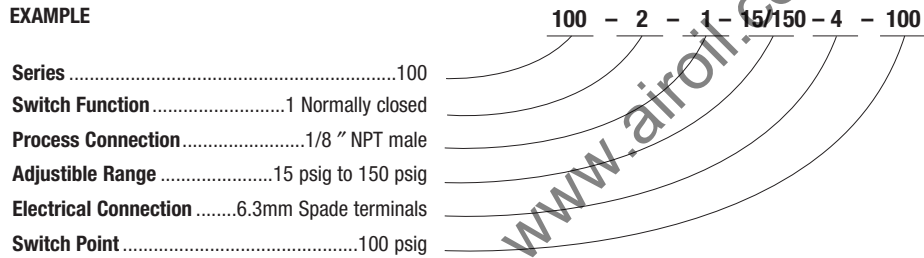 EXAMPLE 100 – 2 – 1 – 15/150 – 4 – 100
Series ..........................................................100
Switch Function...........................1 Normally closed
Process Connection.........................1/8 ″ NPT male
Adjustible Range .......................15 psig to 150 psig
Electrical Connection ........6.3mm Spade terminals
Switch Point ................................................100 psig
www.airoil.co